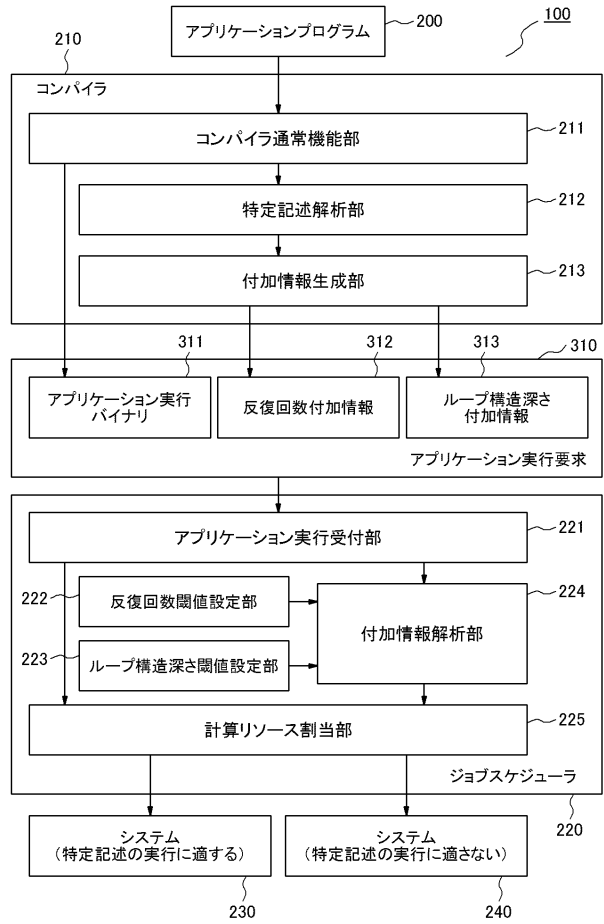 アプリケーションプログラム
200
100
210
コンパイラ
コンパイラ通常機能部
211
特定記述解析部
212
付加情報生成部
213
311
312
313
310
アプリケーション実行
バイナリ
反復回数付加情報
ループ構造深さ
付加情報
アプリケーション実行要求
アプリケーション実行受付部
221
222
反復回数閾値設定部
224
付加情報解析部
223
ループ構造深さ閾値設定部
計算リソース割当部
225
ジョブスケジューラ
220
システム
(特定記述の実行に適する)
230
システム
(特定記述の実行に適さない)
240